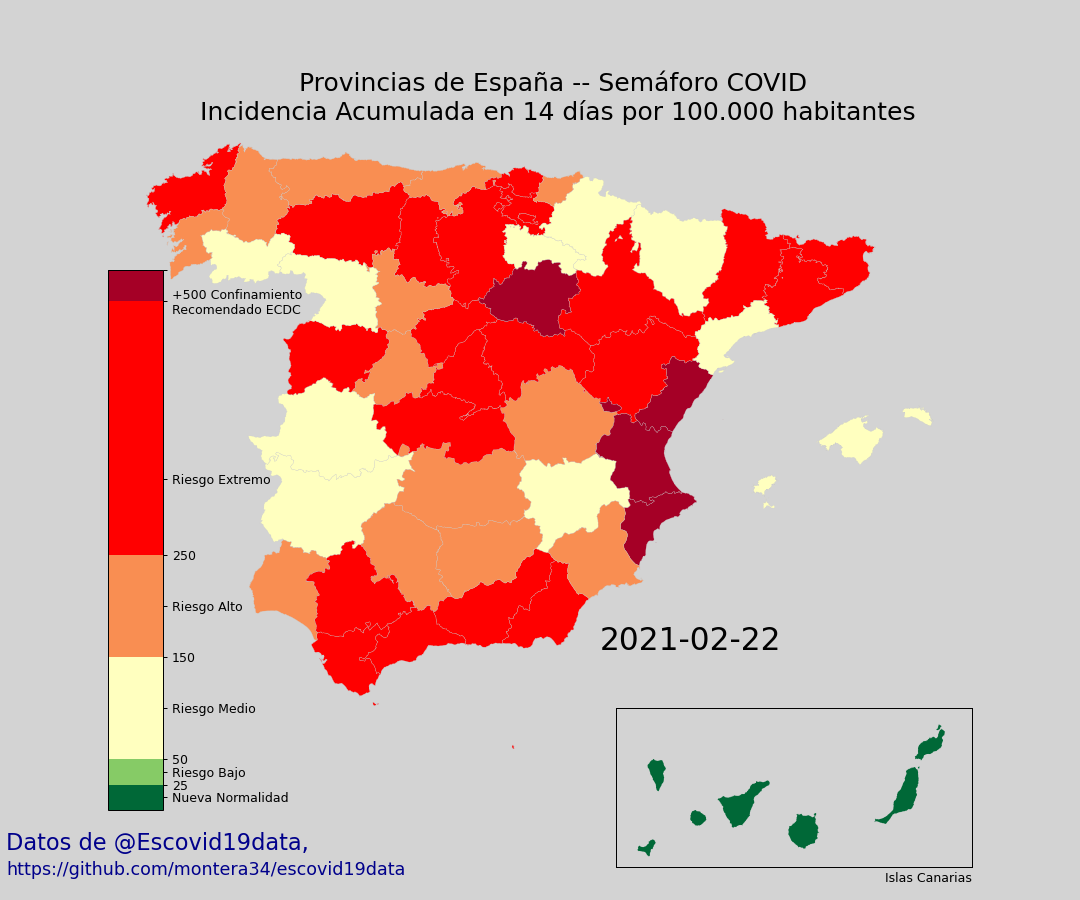 Provincias de España -- Semáforo COVID
Incidencia Acumulada en 14 días por 100.000 habitantes
+500 Confinamiento
Recomendado ECDC
Riesgo Extremo
250
Riesgo Alto
150
Riesgo Medio
50
Riesgo Bajo
25
Nueva Normalidad
2021-02-22
Islas Canarias
Datos de @Escovid19data,
https://github.com/montera34/escovid19data